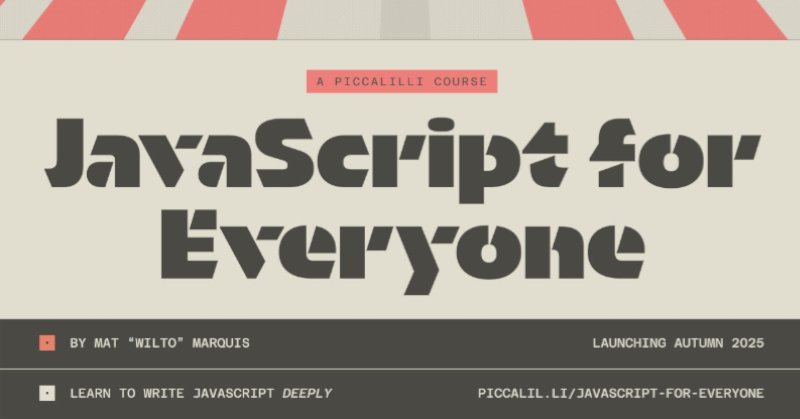 A PICCALILLI COURSE
JavaScript for
Everyone
BY MAT “WILTO” MARQUIS
LAUNCHING AUTUMN 2025
LEARN TO WRITE JAVASCRIPT DEEPLY
PICCALIL.LI/JAVASCRIPT-FOR-EVERYONE